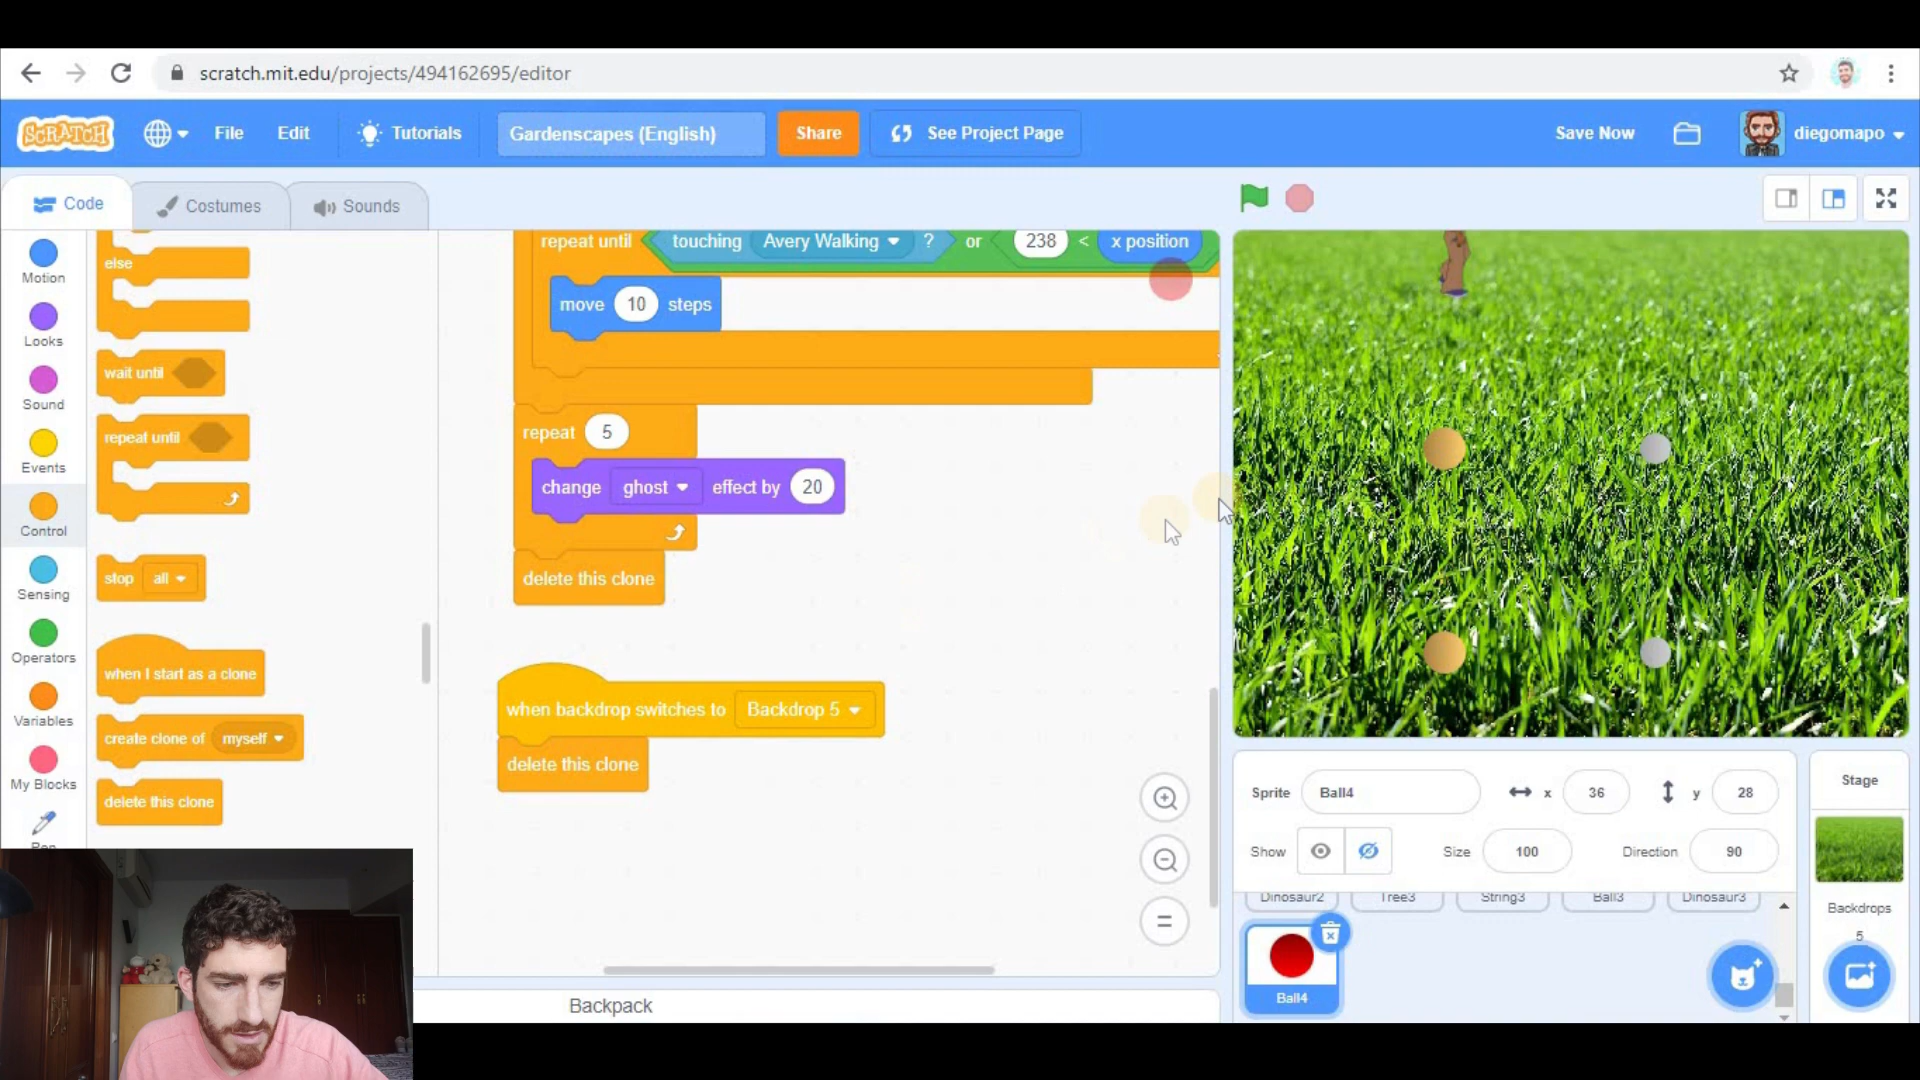 scratch.mit.edu/projects/494162695/editor
SCRATCH File Edit Tutorials Gardenscapes (English) Share See Project Page Save Now diegomapo
Code Costumes Sounds
Motion
Looks
Sound
Events
Control
Sensing
Operators
Variables
My Blocks
else
wait until
repeat until
stop all
when I start as a clone
create clone of myself
delete this clone
repeat until touching Avery Walking ? or 238 < x position
move 10 steps
repeat 5
change ghost effect by 20
delete this clone
when backdrop switches to Backdrop 5
delete this clone
Backpack
Sprite Ball4 x 36 y 28
Show Size 100 Direction 90
Dinosaur2 Tree3 String3 Ball3 Dinosaur3
Ball4
Stage
Backdrops
5